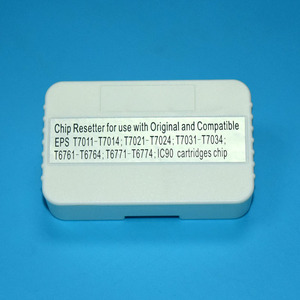 Chip Resetter for use with Original and Compatible
EPS T7011-T7014; T7021-T7024; T7031-T7034;
T6761-T6764; T6771-T6774; IC90 cartridges chip